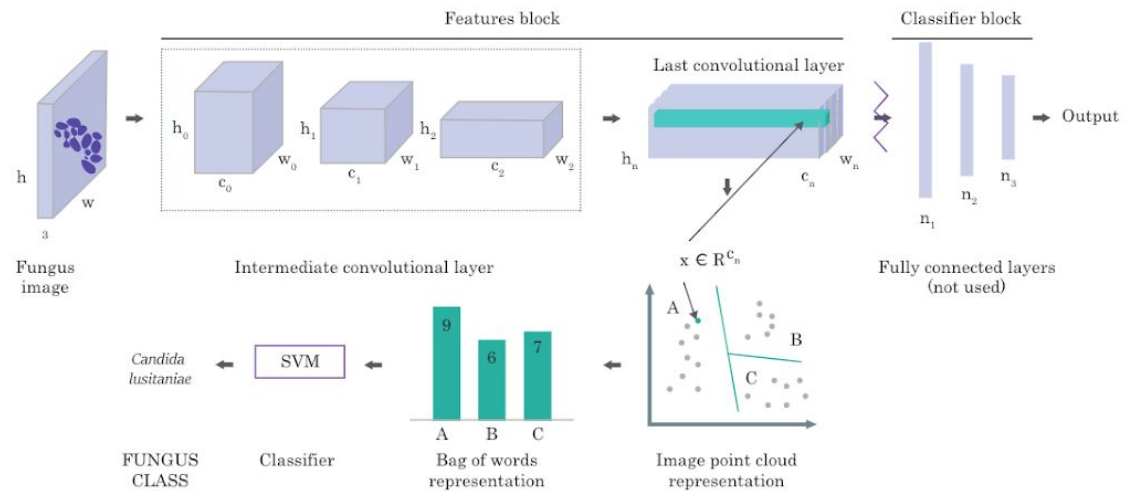 Features block
Classifier block
Last convolutional layer
h
w
3
h₀
c₀
w₀
h₁
c₁
w₁
h₂
c₂
w₂
hₙ
cₙ
wₙ
n₁
n₂
n₃
Output
Fungus
image
Intermediate convolutional layer
x ∈ R^cₙ
Fully connected layers
(not used)
Candida
lusitaniae
SVM
9
6
7
A
B
C
A
B
C
FUNGUS
CLASS
Classifier
Bag of words
representation
Image point cloud
representation